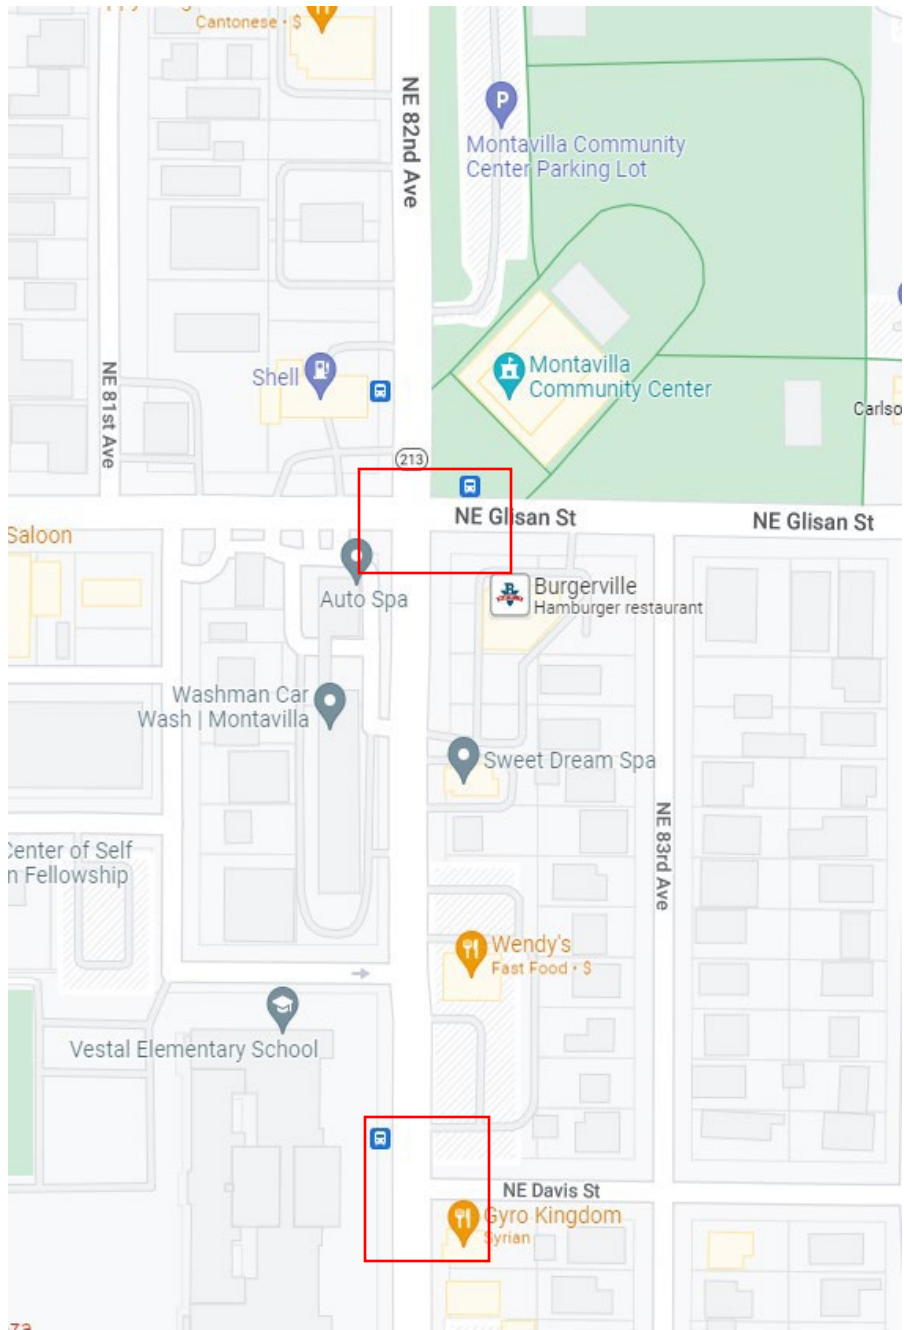 Cantonese · $
NE 82nd Ave
P
Montavilla Community
Center Parking Lot
NE 81st Ave
Shell
Montavilla
Community Center
Carlso
213
NE Glisan St
NE Glisan St
Saloon
Auto Spa
Burgerville
Hamburger restaurant
Washman Car
Wash | Montavilla
Sweet Dream Spa
NE 83rd Ave
Center of Self
n Fellowship
Wendy's
Fast Food · $
Vestal Elementary School
NE Davis St
Gyro Kingdom
Syrian
za